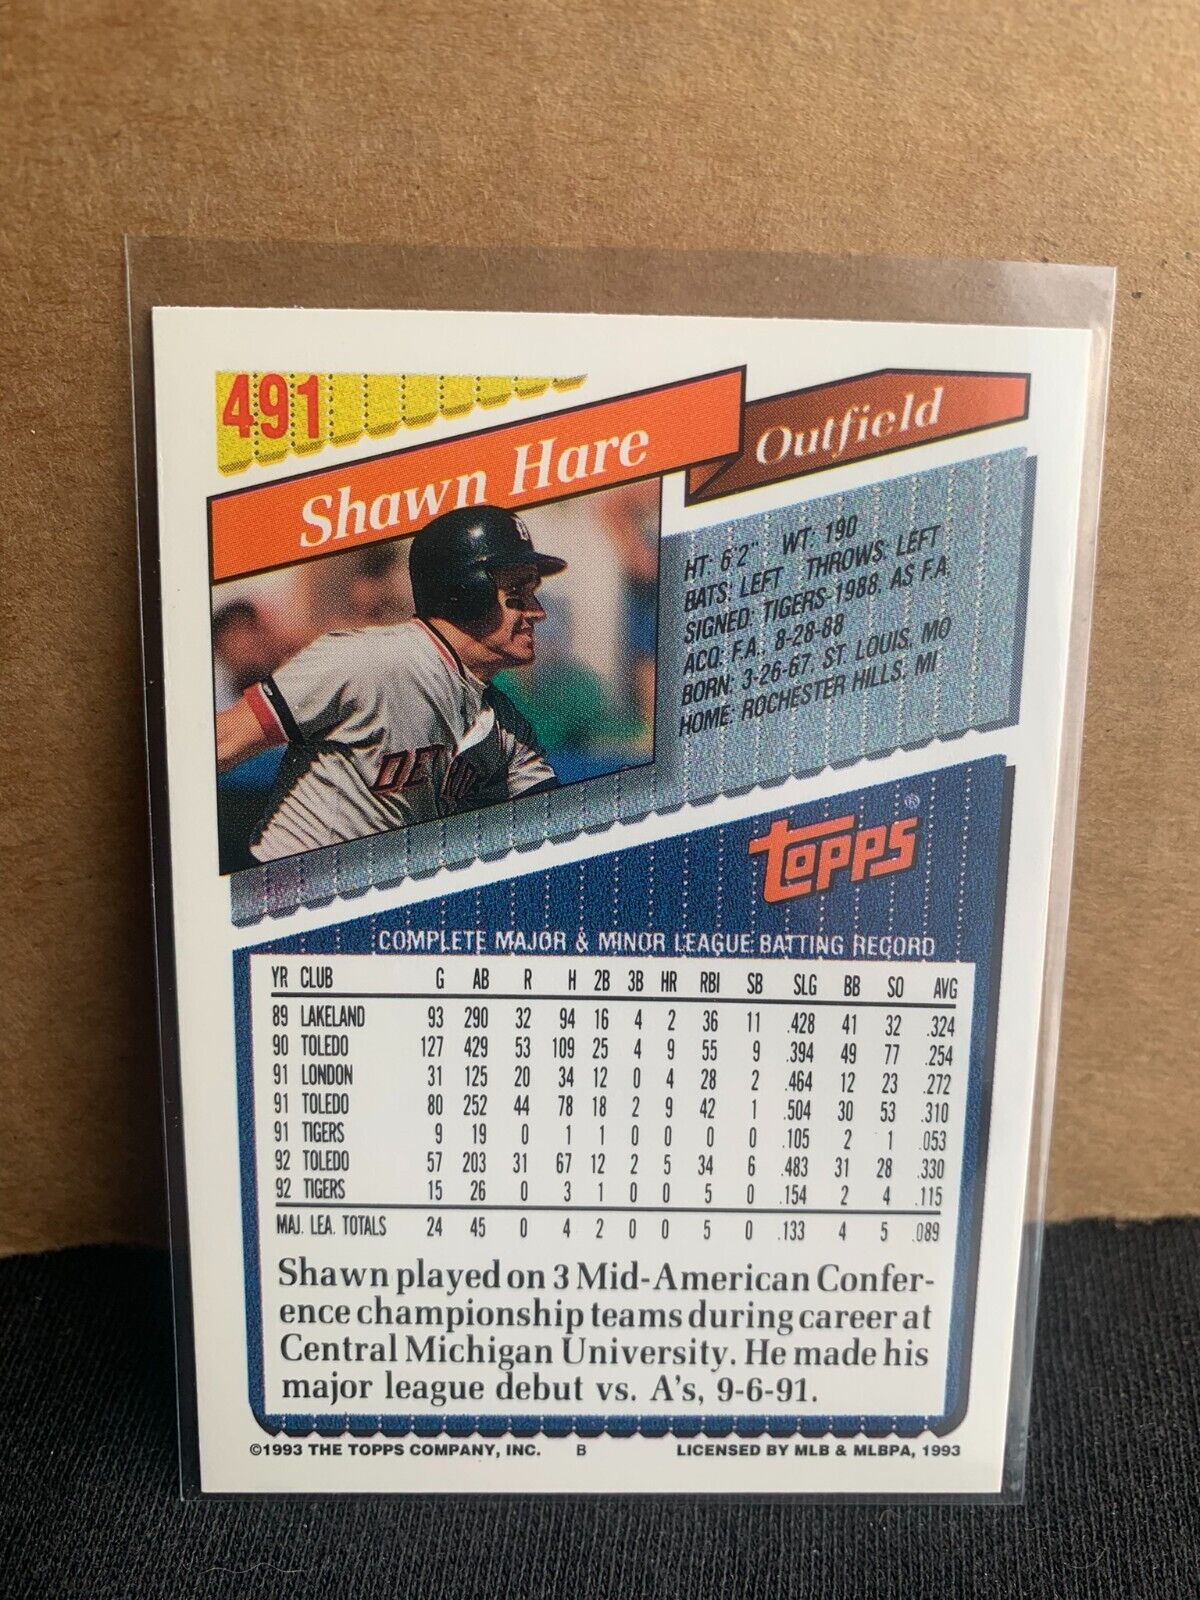 491
Shawn Hare
Outfield
HT: 6'2" WT: 190
BATS: LEFT THROWS: LEFT
SIGNED: TIGERS-1988, AS F.A.
ACQ: F.A., 8-28-88
BORN: 3-26-67, ST. LOUIS, MO
HOME: ROCHESTER HILLS, MI
DETROIT
topps®
COMPLETE MAJOR & MINOR LEAGUE BATTING RECORD
YR CLUB G AB R H 2B 3B HR RBI SB SLG BB SO AVG
89 LAKELAND 93 290 32 94 16 4 2 36 11 .428 41 32 .324
90 TOLEDO 127 429 53 109 25 4 9 55 9 .394 49 77 .254
91 LONDON 31 125 20 34 12 0 4 28 2 .464 12 23 .272
91 TOLEDO 80 252 44 78 18 2 9 42 1 .504 30 53 .310
91 TIGERS 9 19 0 1 1 0 0 0 0 .105 2 1 .053
92 TOLEDO 57 203 31 67 12 2 5 34 6 .483 31 28 .330
92 TIGERS 15 26 0 3 1 0 0 5 0 .154 2 4 .115
MAJ. LEA. TOTALS 24 45 0 4 2 0 0 5 0 .133 4 5 .089
Shawn played on 3 Mid-American Confer-
ence championship teams during career at
Central Michigan University. He made his
major league debut vs. A's, 9-6-91.
©1993 THE TOPPS COMPANY, INC. B LICENSED BY MLB & MLBPA, 1993